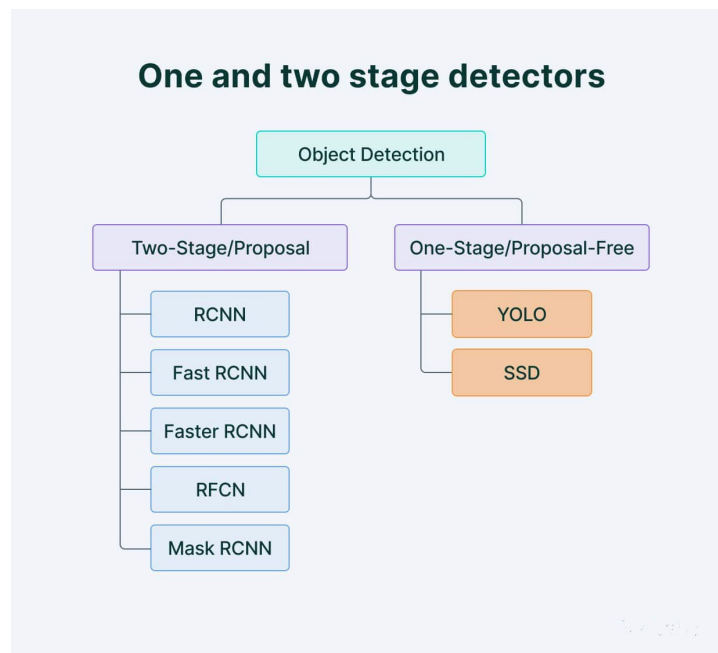 One and two stage detectors
Object Detection
Two-Stage/Proposal
One-Stage/Proposal-Free
RCNN
Fast RCNN
Faster RCNN
RFCN
Mask RCNN
YOLO
SSD